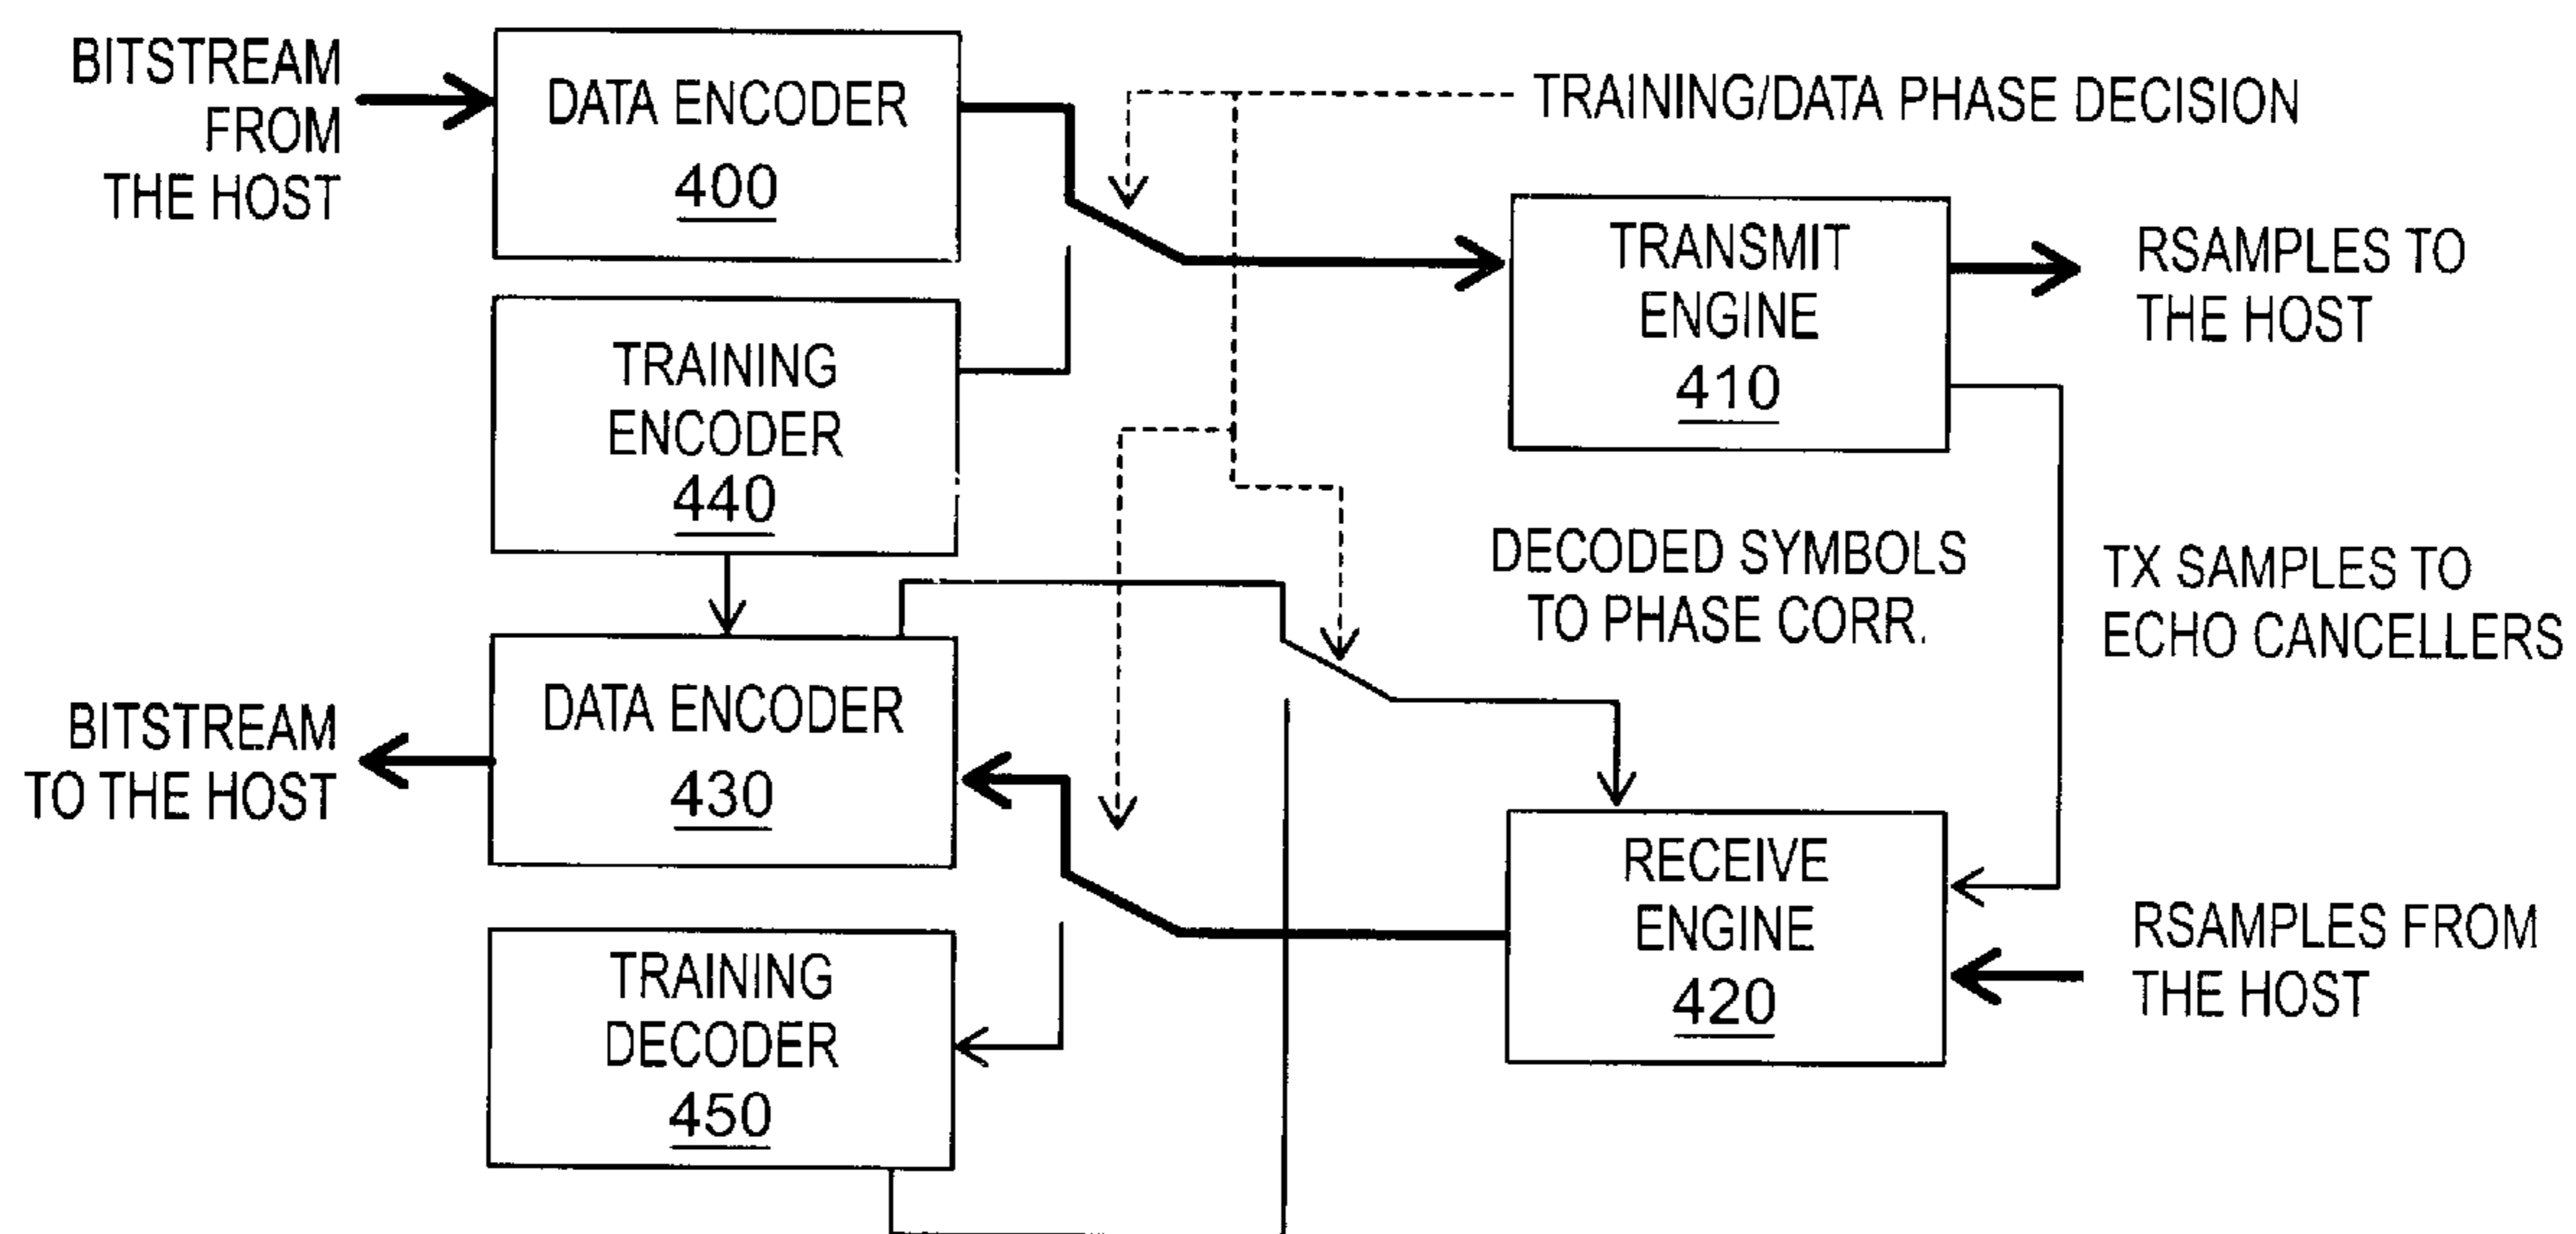 BITSTREAM
FROM
THE HOST
DATA ENCODER
400
TRAINING/DATA PHASE DECISION
TRANSMIT
ENGINE
410
RSAMPLES TO
THE HOST
TRAINING
ENCODER
440
DECODED SYMBOLS
TO PHASE CORR.
TX SAMPLES TO
ECHO CANCELLERS
BITSTREAM
TO THE HOST
DATA ENCODER
430
RECEIVE
ENGINE
420
RSAMPLES FROM
THE HOST
TRAINING
DECODER
450